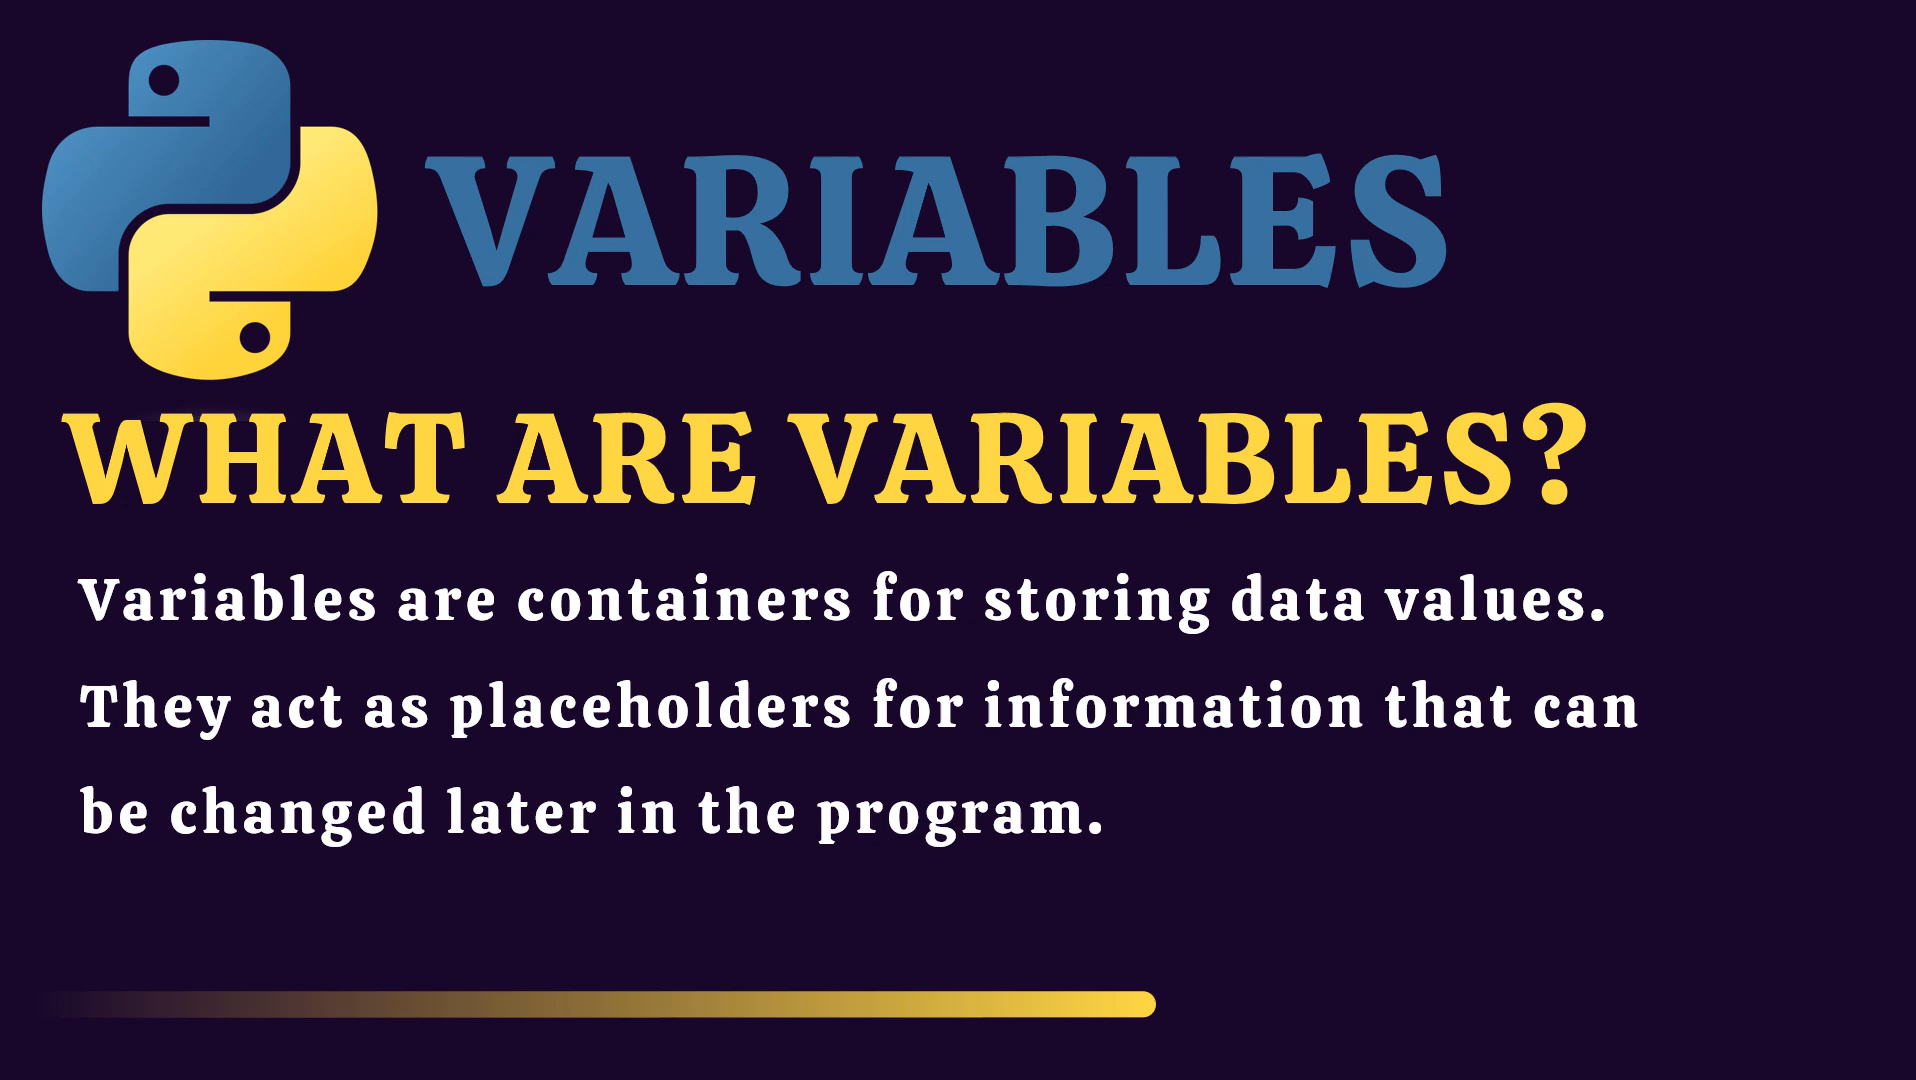 VARIABLES
WHAT ARE VARIABLES?
Variables are containers for storing data values.
They act as placeholders for information that can
be changed later in the program.